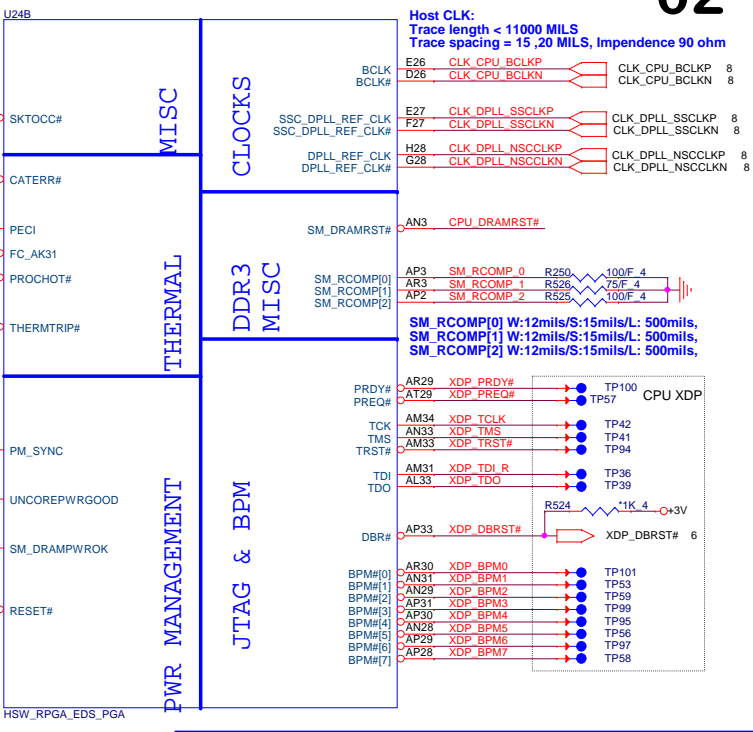 02
U24B
Host CLK:
Trace length < 11000 MILS
Trace spacing = 15 ,20 MILS, Impendence 90 ohm
MISC
CLOCKS
SKTOCC#
BCLK E26 CLK_CPU_BCLKP CLK_CPU_BCLKP 8
BCLK# D26 CLK_CPU_BCLKN CLK_CPU_BCLKN 8
SSC_DPLL_REF_CLK E27 CLK_DPLL_SSCLKP CLK_DPLL_SSCLKP 8
SSC_DPLL_REF_CLK# F27 CLK_DPLL_SSCLKN CLK_DPLL_SSCLKN 8
DPLL_REF_CLK H28 CLK_DPLL_NSCCLKP CLK_DPLL_NSCCLKP 8
DPLL_REF_CLK# G28 CLK_DPLL_NSCCLKN CLK_DPLL_NSCCLKN 8
THERMAL
DDR3
MISC
CATERR#
PECI
FC_AK31
PROCHOT#
THERMTRIP#
SM_DRAMRST# AN3 CPU_DRAMRST#
SM_RCOMP[0] AP3 SM_RCOMP_0 R250 100/F_4
SM_RCOMP[1] AR3 SM_RCOMP_1 R526 75/F_4
SM_RCOMP[2] AP2 SM_RCOMP_2 R525 100/F_4
SM_RCOMP[0] W:12mils/S:15mils/L: 500mils,
SM_RCOMP[1] W:12mils/S:15mils/L: 500mils,
SM_RCOMP[2] W:12mils/S:15mils/L: 500mils,
PWR MANAGEMENT
JTAG & BPM
PM_SYNC
UNCOREPWRGOOD
SM_DRAMPWROK
RESET#
CPU XDP
PRDY# AR29 XDP_PRDY# TP100
PREQ# AT29 XDP_PREQ# TP57
TCK AM34 XDP_TCLK TP42
TMS AN33 XDP_TMS TP41
TRST# AM33 XDP_TRST# TP94
TDI AM31 XDP_TDI_R TP36
TDO AL33 XDP_TDO TP39
R524 *1K_4 +3V
DBR# AP33 XDP_DBRST# XDP_DBRST# 6
BPM#[0] AR30 XDP_BPM0 TP101
BPM#[1] AN31 XDP_BPM1 TP53
BPM#[2] AN29 XDP_BPM2 TP59
BPM#[3] AP31 XDP_BPM3 TP99
BPM#[4] AP30 XDP_BPM4 TP95
BPM#[5] AN28 XDP_BPM5 TP56
BPM#[6] AP29 XDP_BPM6 TP97
BPM#[7] AP28 XDP_BPM7 TP58
HSW_RPGA_EDS_PGA